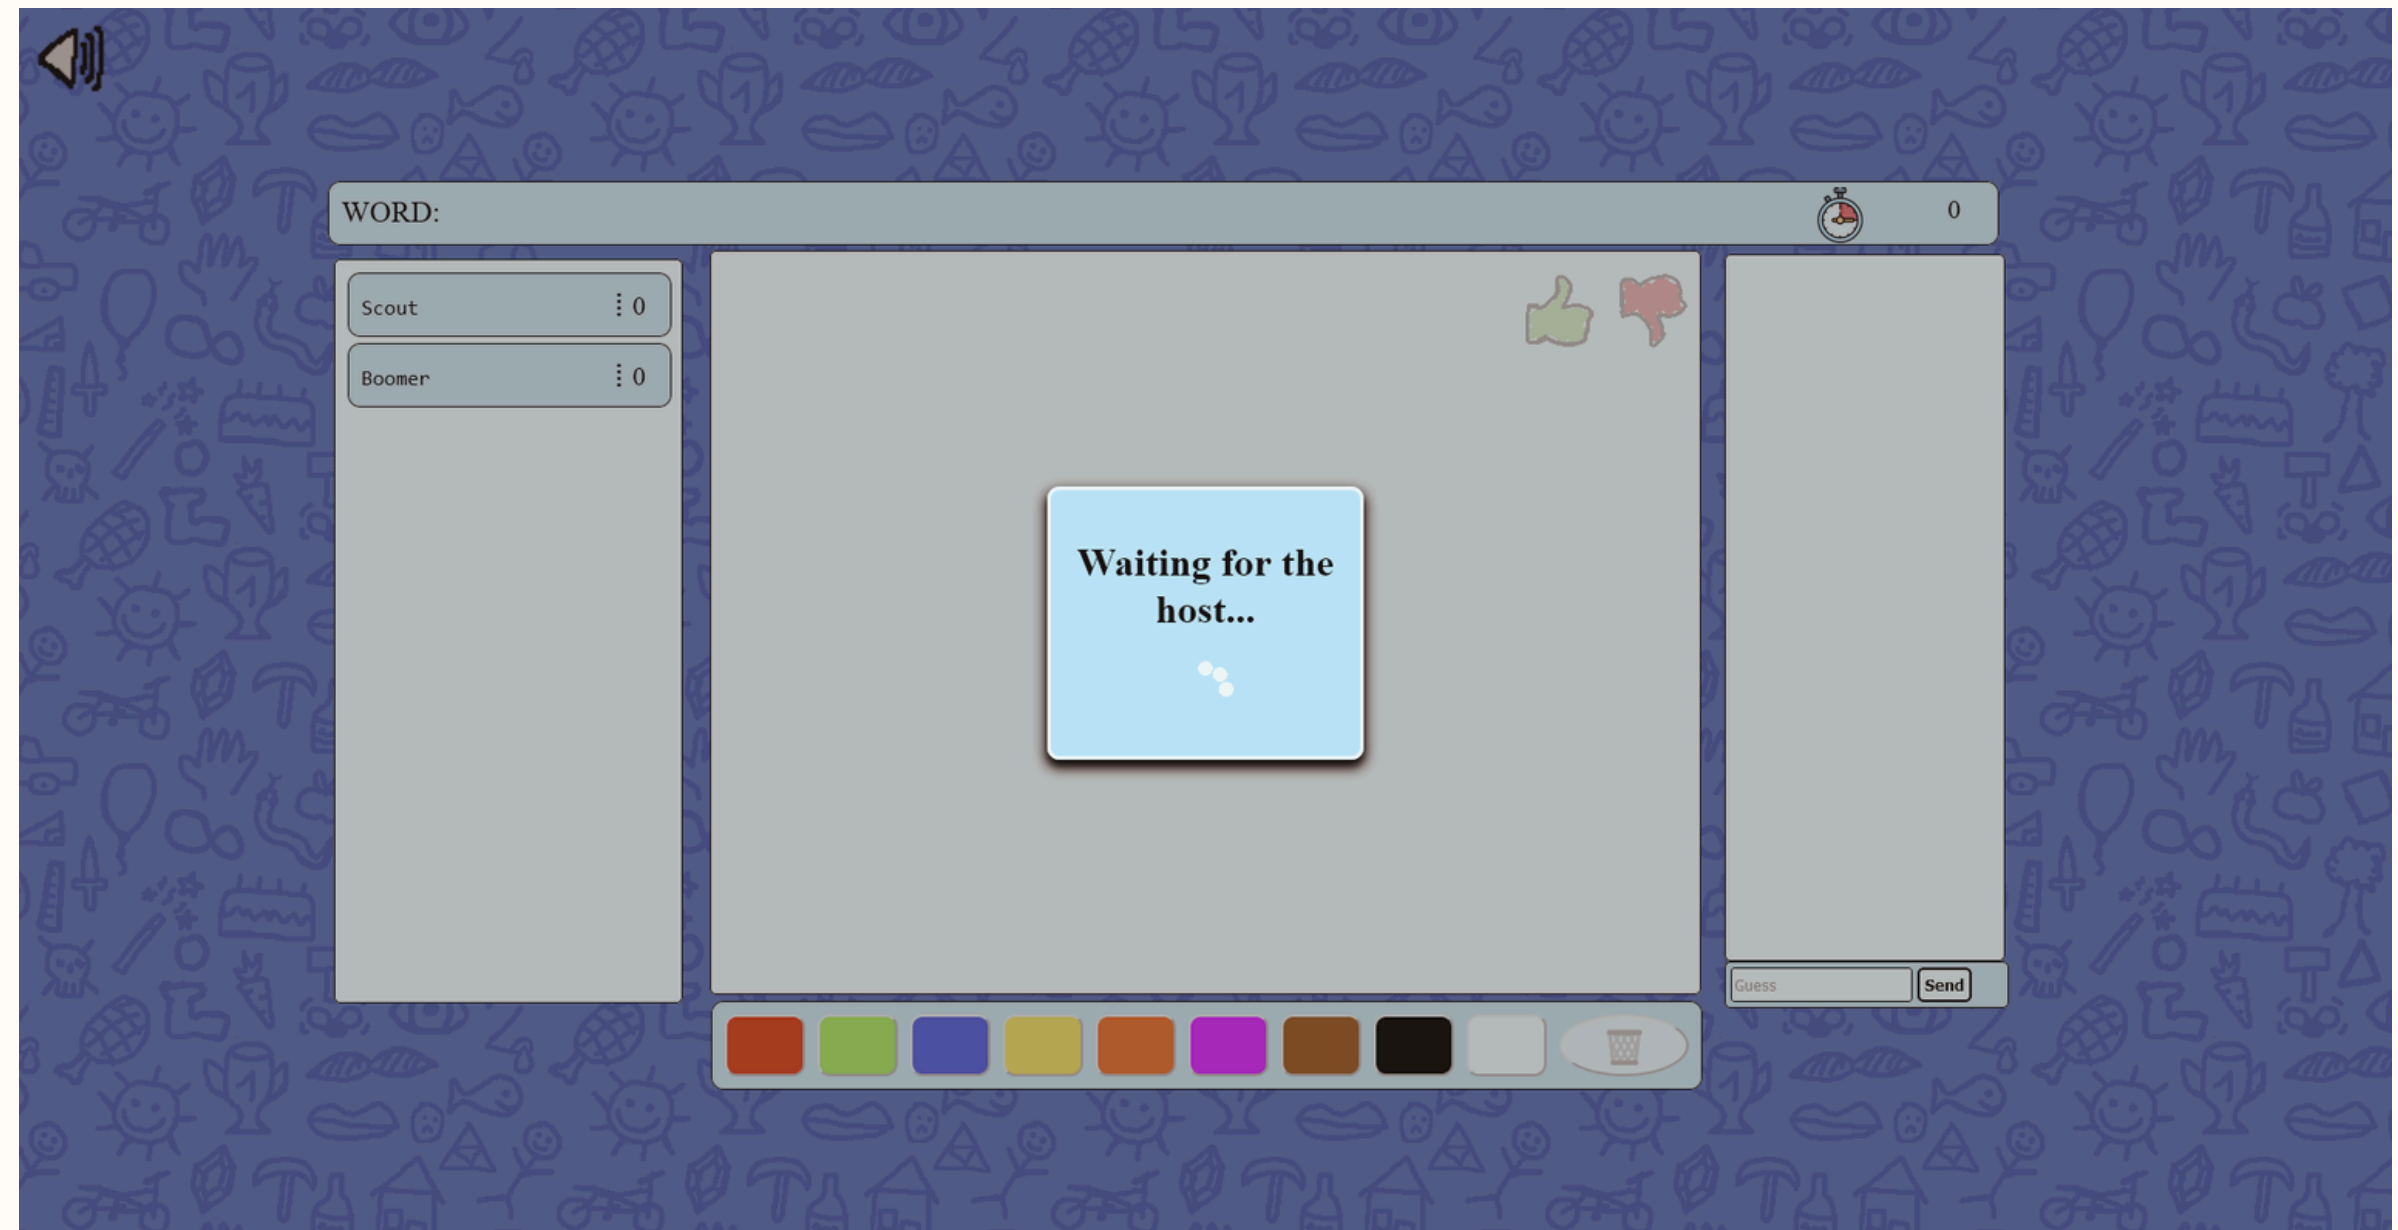 WORD:
0
Scout 0
Boomer 0
Waiting for the
host...
Guess
Send